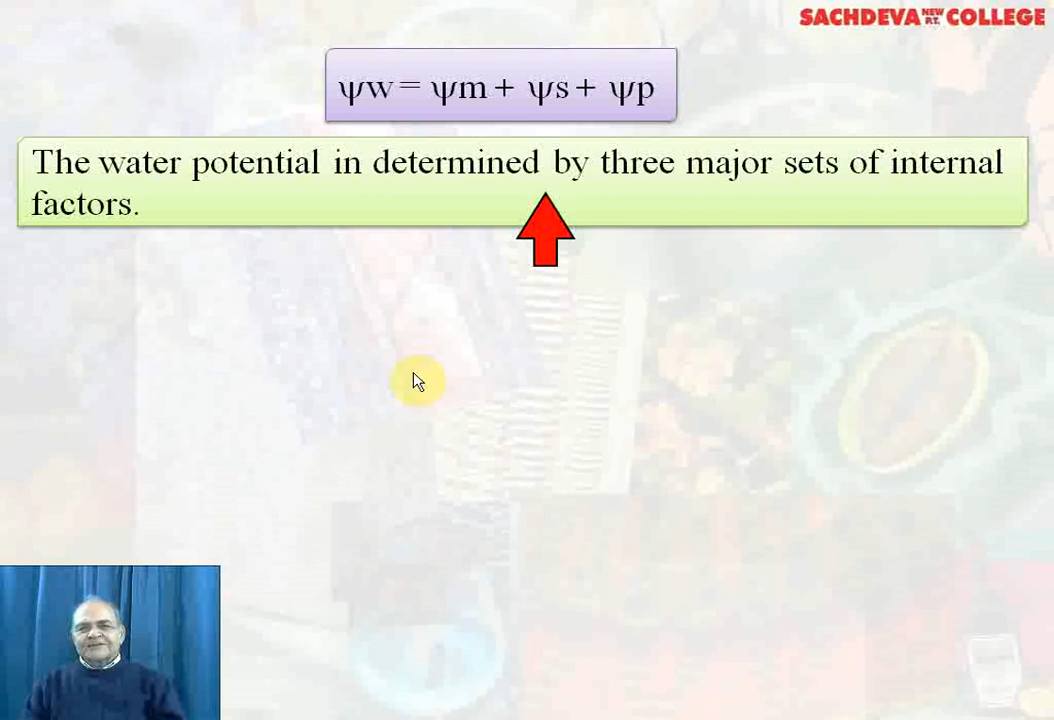 SACHDEVA NEW P.T. COLLEGE
ψw = ψm + ψs + ψp
The water potential in determined by three major sets of internal
factors.